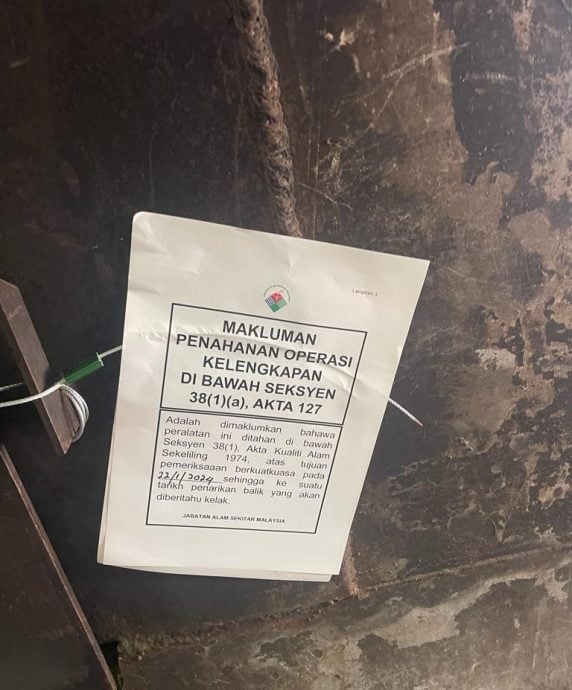 Lampiran 4
MAKLUMAN
PENAHANAN OPERASI
KELENGKAPAN
DI BAWAH SEKSYEN
38(1)(a), AKTA 127
Adalah dimaklumkan bahawa
peralatan ini ditahan di bawah
Seksyen 38(1), Akta Kualiti Alam
Sekeliling 1974, atas tujuan
pemeriksaaan berkuatkuasa pada
22/1/2024 sehingga ke suatu
tarikh penarikan balik yang akan
diberitahu kelak.
JABATAN ALAM SEKITAR MALAYSIA